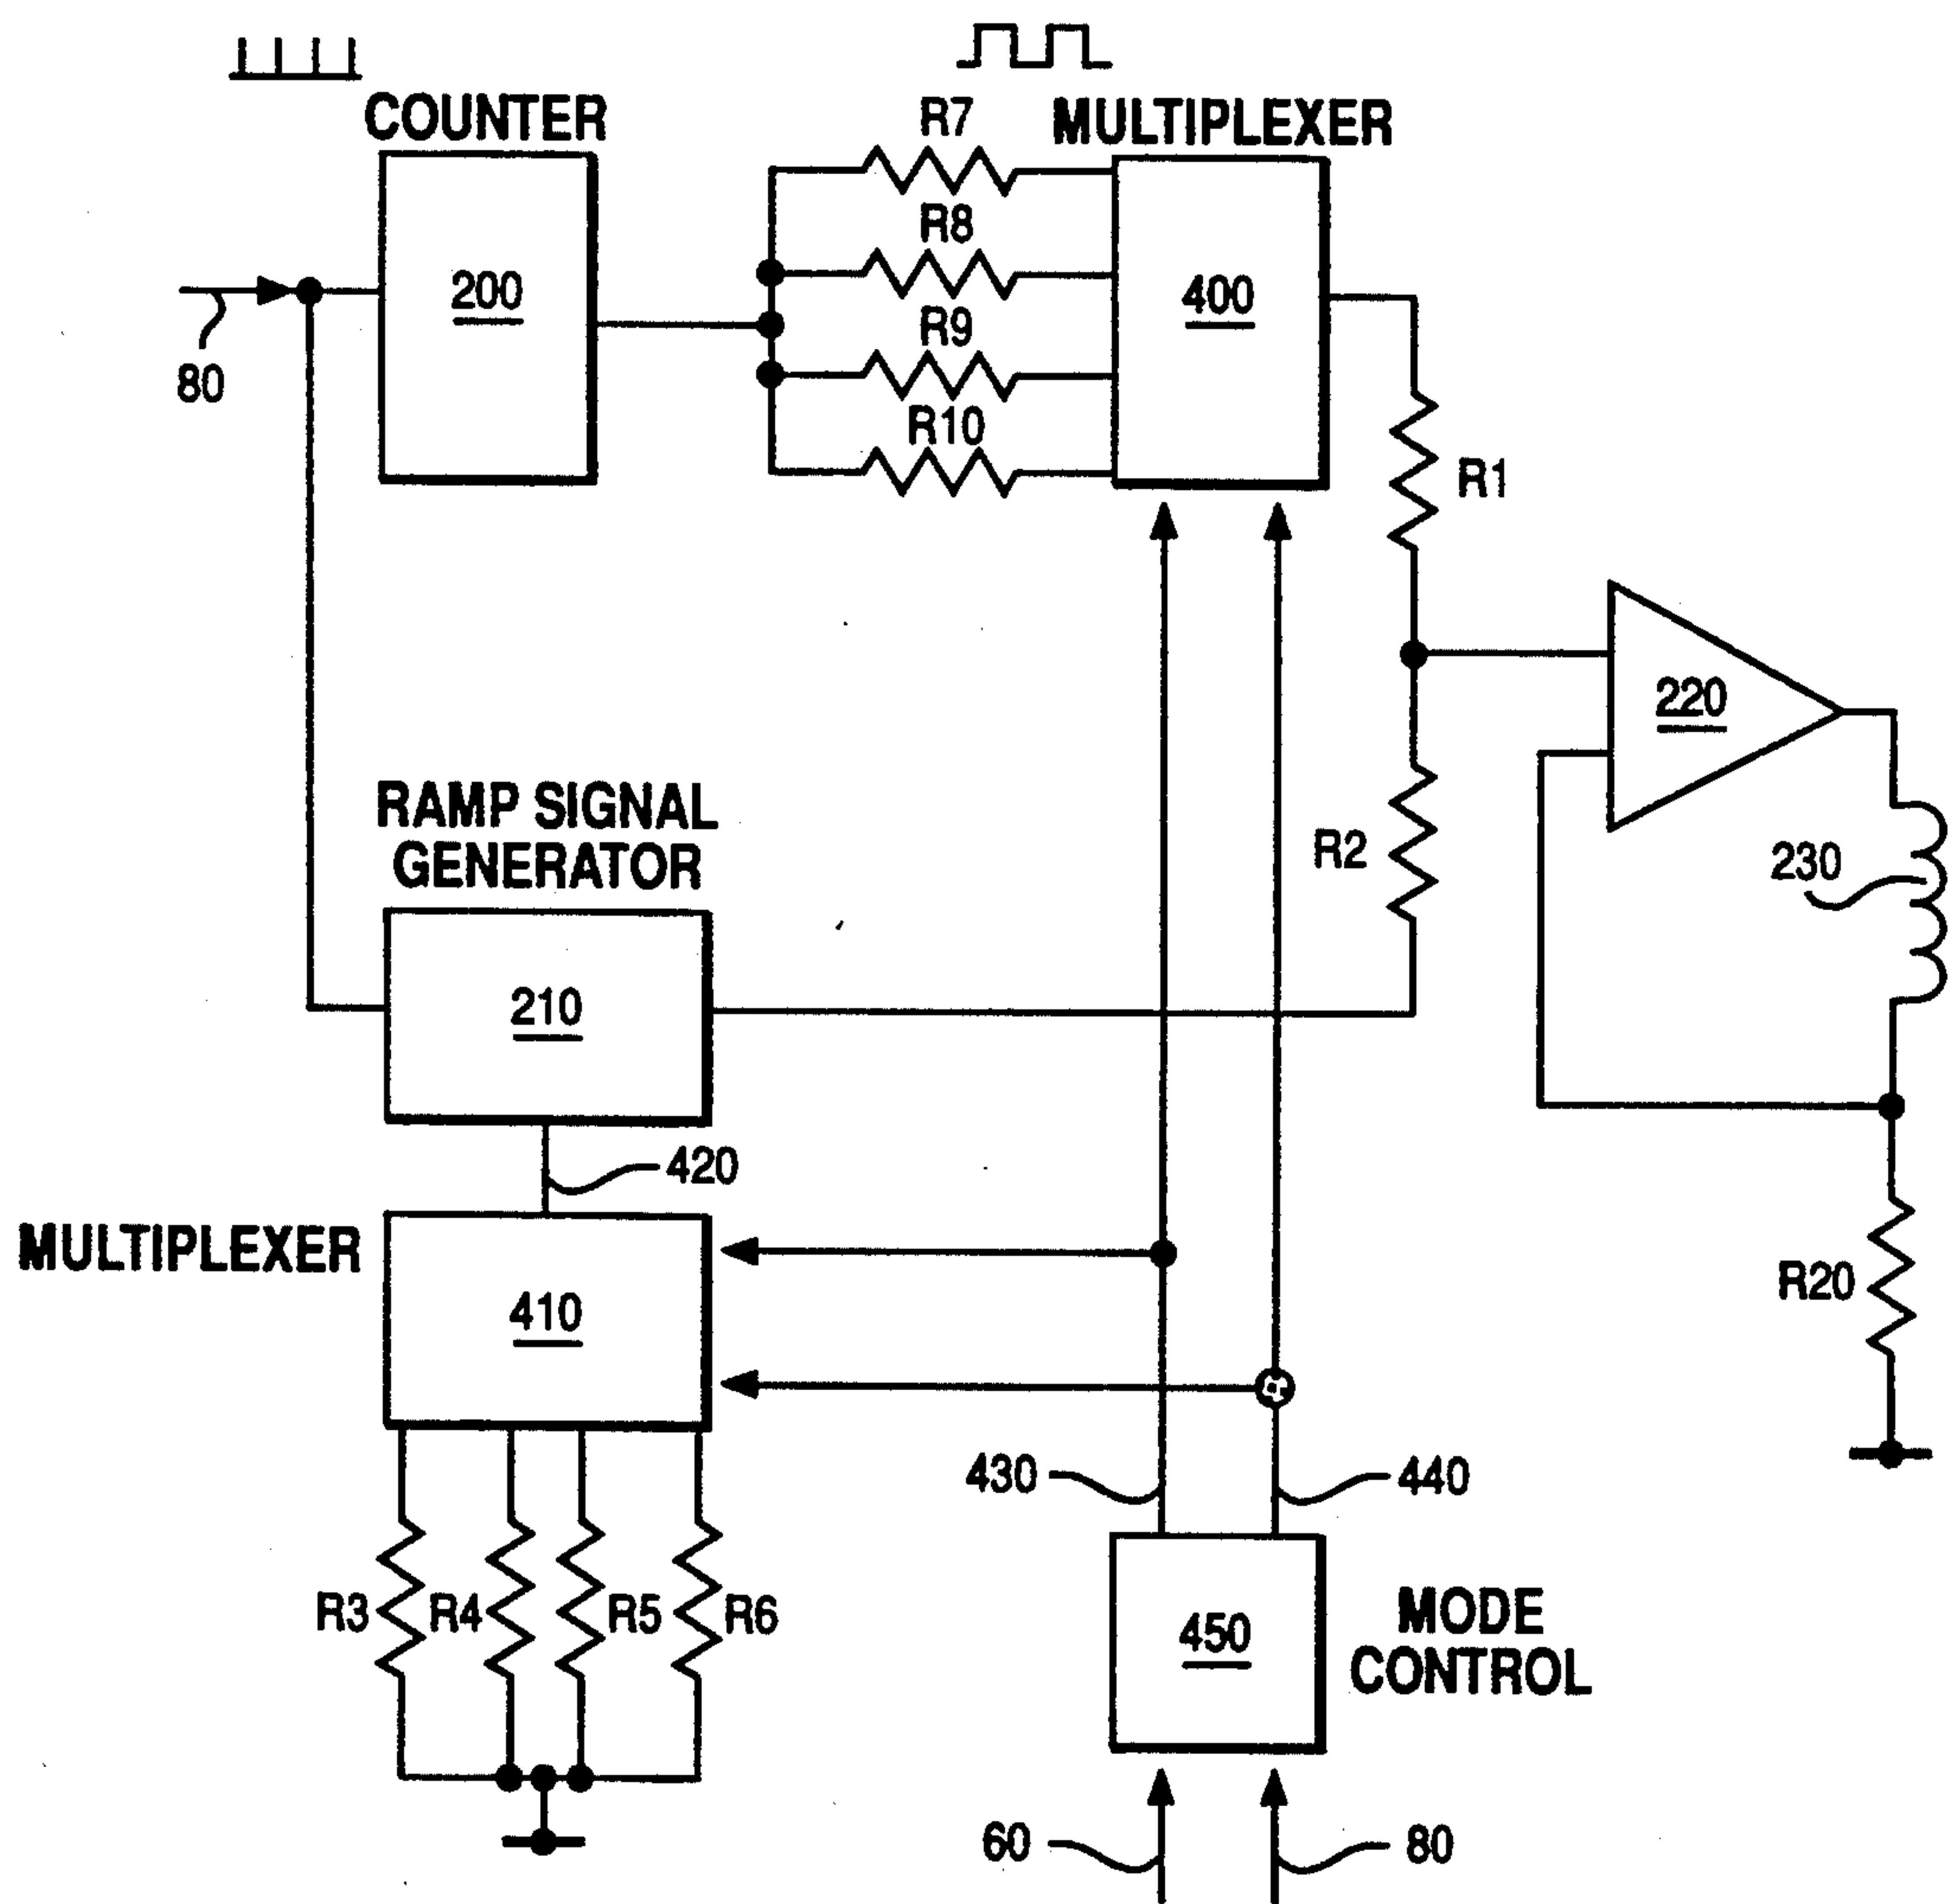 COUNTER
MULTIPLEXER
R7
R8
R9
R10
200
400
80
R1
220
RAMP SIGNAL
GENERATOR
R2
230
210
420
MULTIPLEXER
410
R20
430
440
R3
R4
R5
R6
450
MODE
CONTROL
60
80